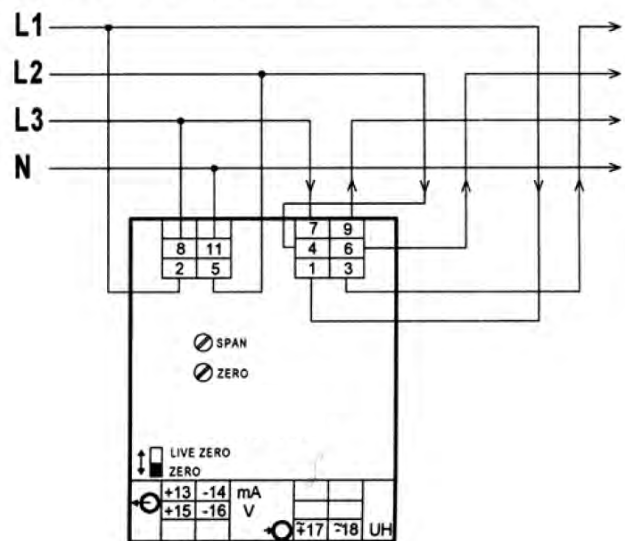 L1
L2
L3
N
7 9
8 11 4 6
2 5 1 3
SPAN
ZERO
LIVE ZERO
ZERO
+13 -14 mA
+15 -16 V
~+17 ~-18 UH